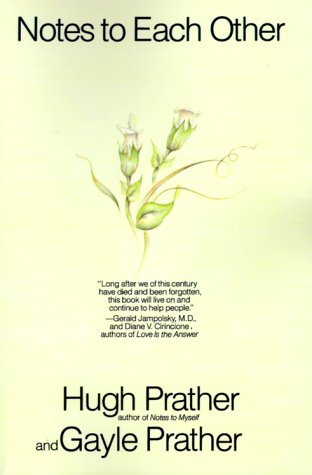 Notes to Each Other
"Long after we of this century
have died and been forgotten,
this book will live on and
continue to help people."
—Gerald Jampolsky, M.D.,
and Diane V. Cirincione,
authors of Love Is the Answer
Hugh Prather
author of Notes to Myself
and Gayle Prather